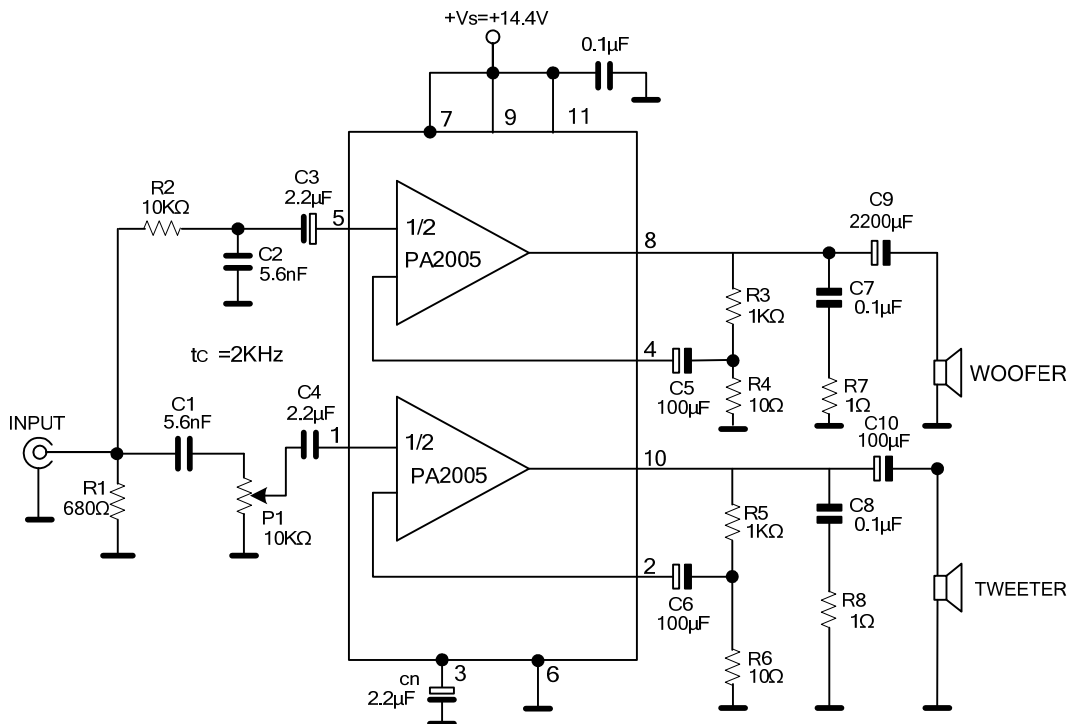 +Vs=+14.4V
0.1µF
7
9
11
R2
10KΩ
C3
2.2µF
5
1/2
PA2005
8
C9
2200µF
C2
5.6nF
R3
1KΩ
C7
0.1µF
tc =2KHz
4
C5
100µF
R4
10Ω
R7
1Ω
WOOFER
INPUT
C1
5.6nF
C4
2.2µF
1
1/2
PA2005
10
C10
100µF
R1
680Ω
P1
10KΩ
R5
1KΩ
C8
0.1µF
2
C6
100µF
R8
1Ω
TWEETER
R6
10Ω
cn
2.2µF
3
6